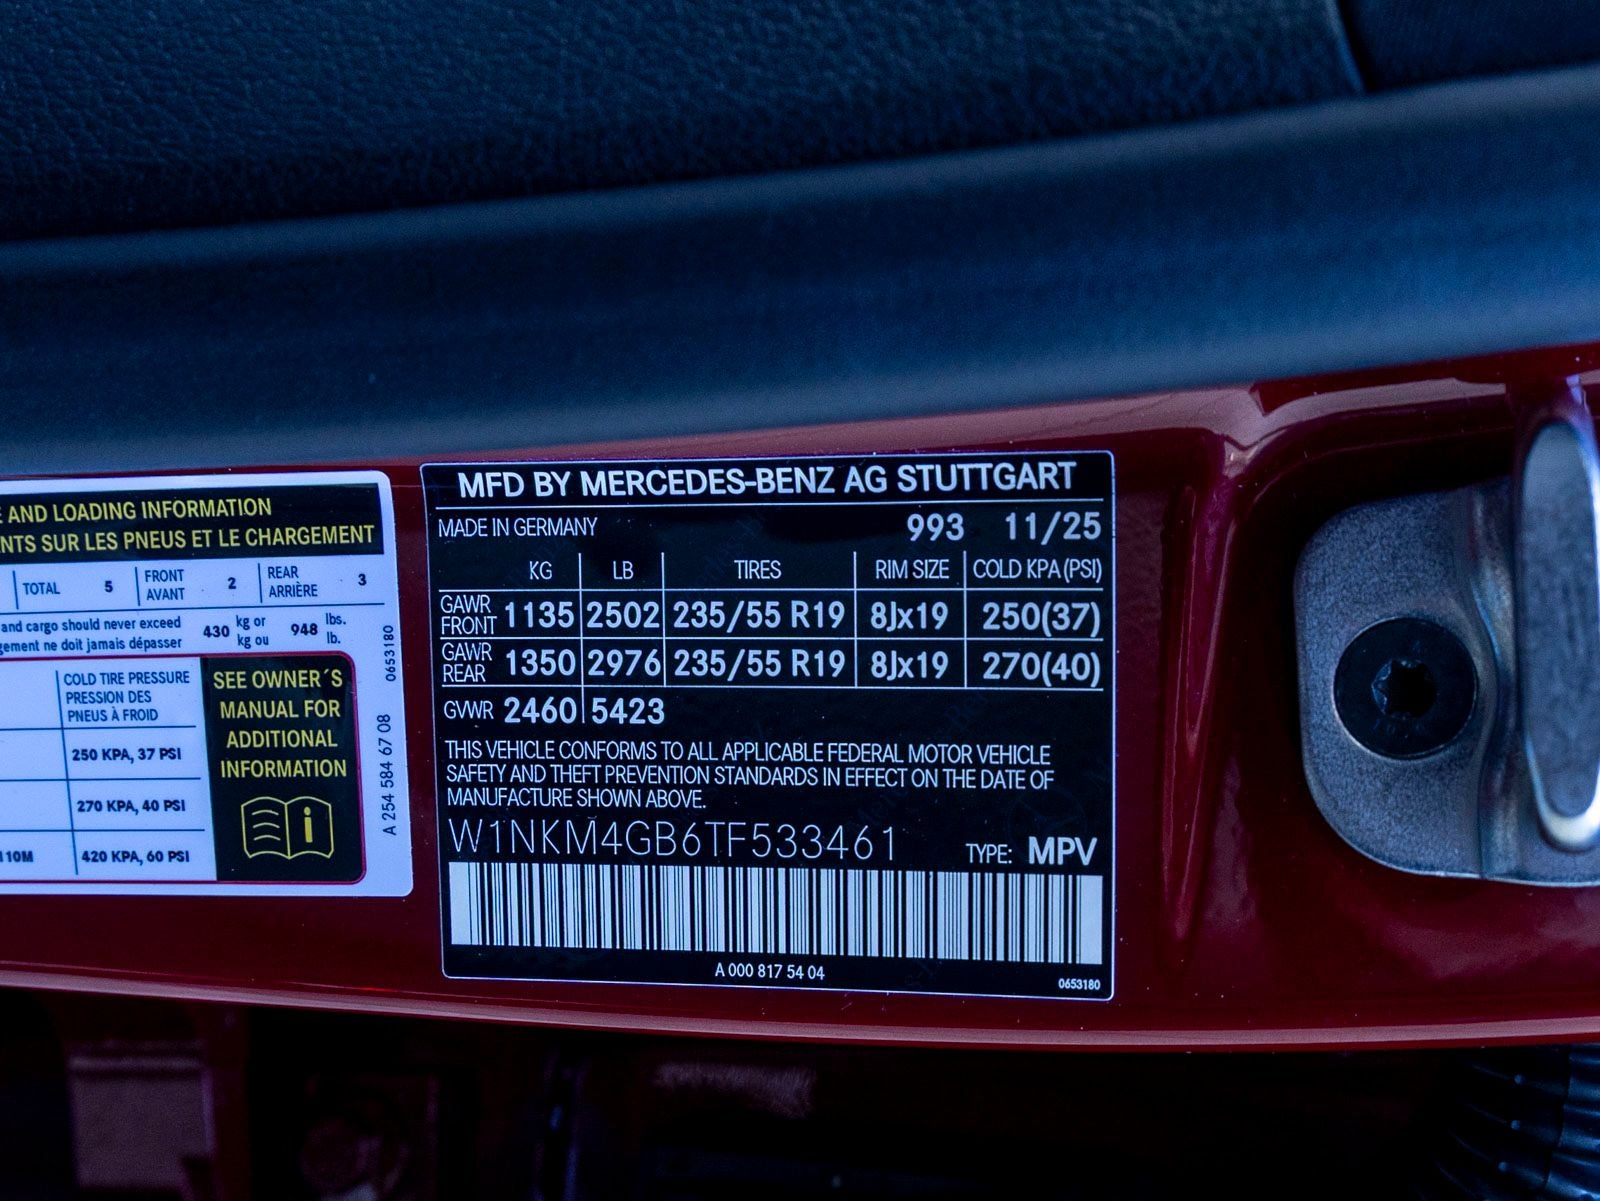 E AND LOADING INFORMATION
NTS SUR LES PNEUS ET LE CHARGEMENT
TOTAL 5 FRONT AVANT 2 REAR ARRIÈRE 3
and cargo should never exceed 430 kg or 948 lbs.
gement ne doit jamais dépasser kg ou lb.
COLD TIRE PRESSURE
PRESSION DES
PNEUS À FROID
250 KPA, 37 PSI
270 KPA, 40 PSI
110M 420 KPA, 60 PSI
SEE OWNER´S
MANUAL FOR
ADDITIONAL
INFORMATION
i
0653180
A 254 584 67 08
MFD BY MERCEDES-BENZ AG STUTTGART
MADE IN GERMANY 993 11/25
KG LB TIRES RIM SIZE COLD KPA(PSI)
GAWR FRONT 1135 2502 235/55 R19 8Jx19 250(37)
GAWR REAR 1350 2976 235/55 R19 8Jx19 270(40)
GVWR 2460 5423
THIS VEHICLE CONFORMS TO ALL APPLICABLE FEDERAL MOTOR VEHICLE
SAFETY AND THEFT PREVENTION STANDARDS IN EFFECT ON THE DATE OF
MANUFACTURE SHOWN ABOVE.
W1NKM4GB6TF533461 TYPE: MPV
A 000 817 54 04
0653180